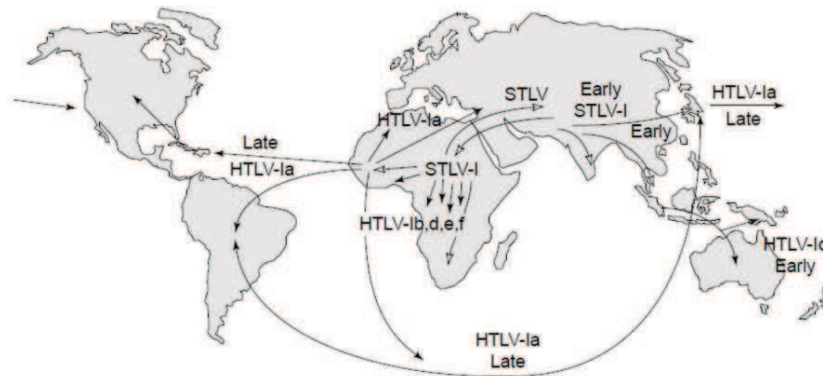 STLV
Early
STLV-I
HTLV-Ia
Late
HTLV-Ia
Early
Late
HTLV-Ia
STLV-I
HTLV-Ib,d,e,f
HTLV-Ic
Early
HTLV-Ia
Late